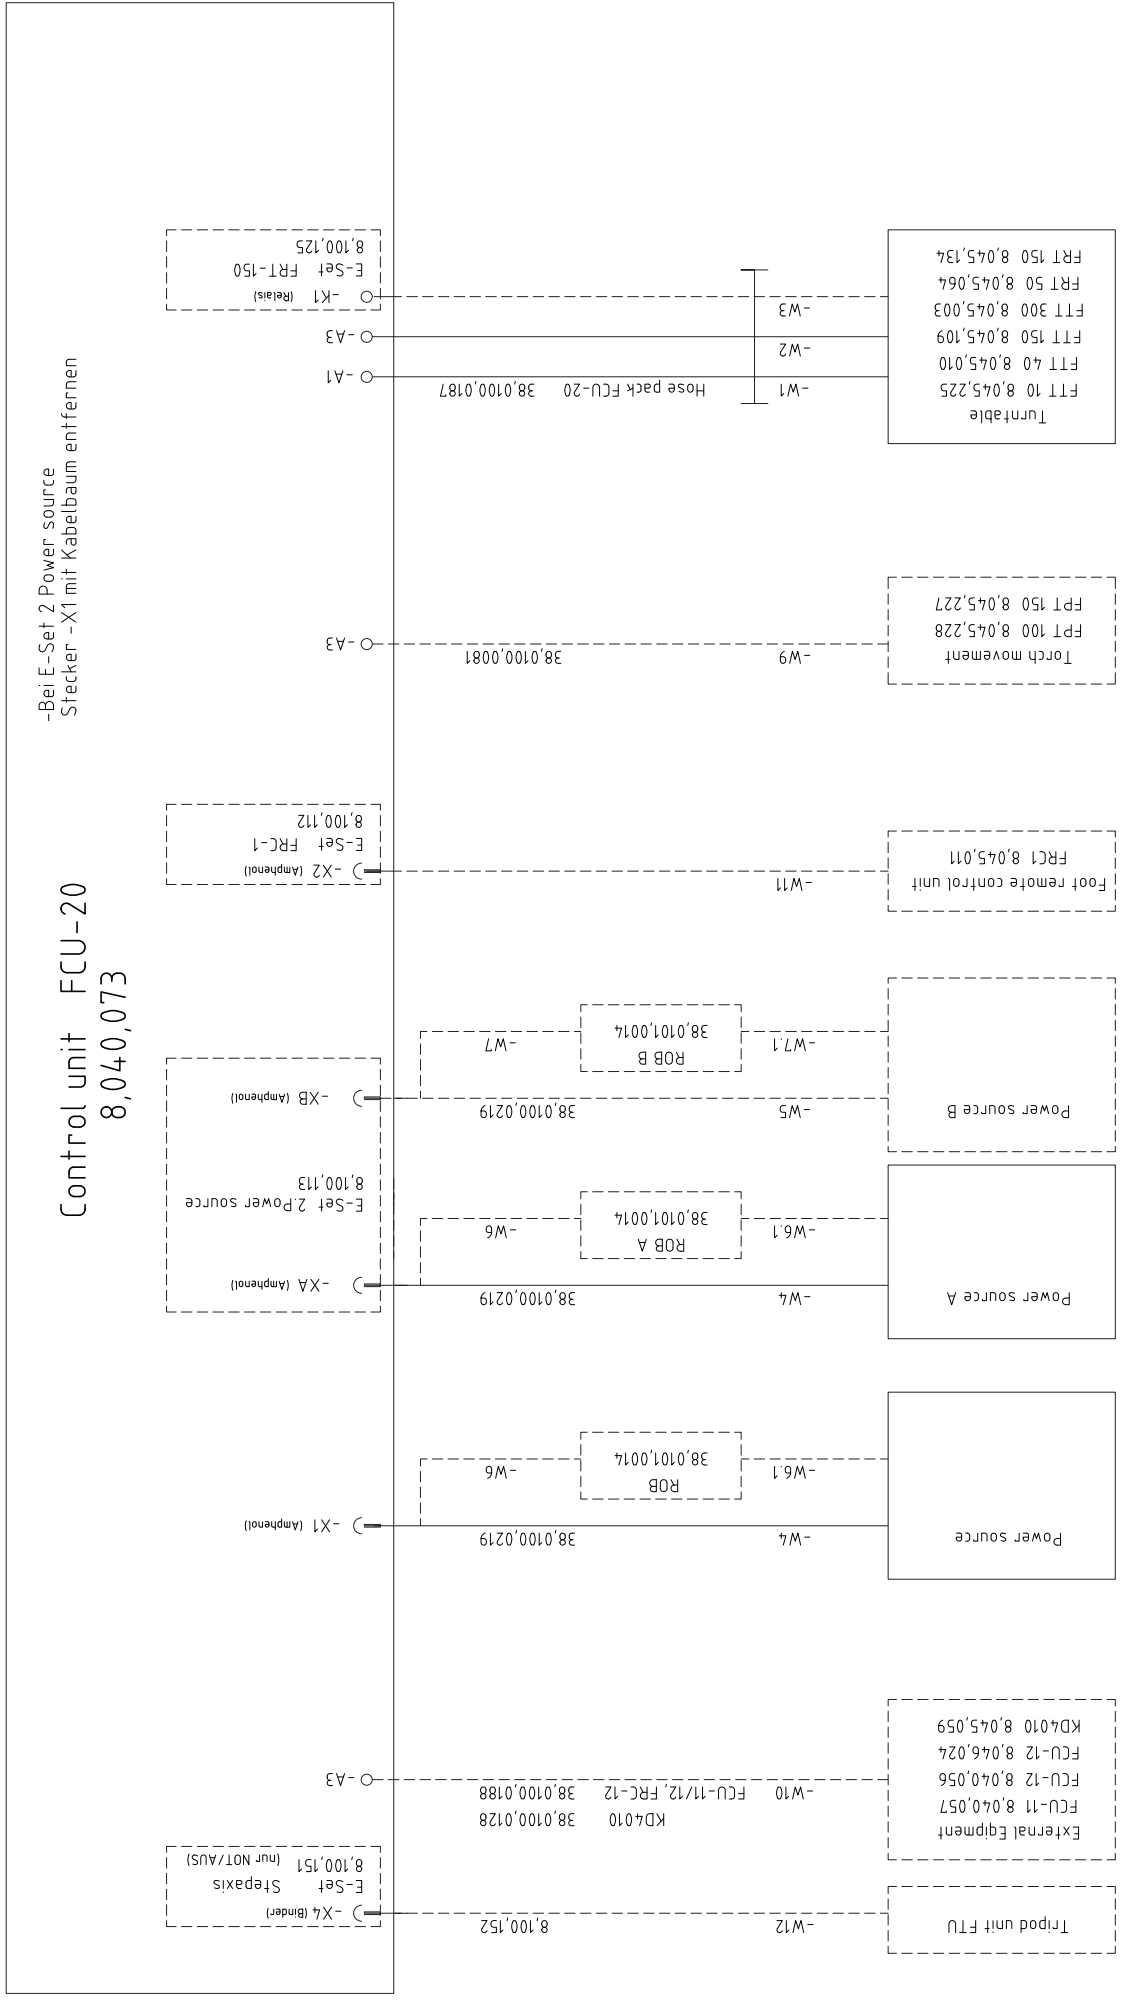 Control unit FCU-20
8,040,073
-Bei E-Set 2 Power source
Stecker -X1 mit Kabelbaum entfernen
Tripod unit FTU
-W12
8,100,152
-X4 (Binder)
E-Set Stepaxis
8,100,151 (nur NOT/AUS)
External Eqipment
FCU-11 8,040,057
FCU-12 8,040,056
FCU-12 8,046,024
KD4010 8,045,059
KD4010 38,0100,0128
-W10 FCU-11/12, FRC-12 38,0100,0188
-A3
Power source
-W4
38,0100,0219
-X1 (Amphenol)
ROB
38,0101,0014
-W6.1
-W6
Power source A
-W4
38,0100,0219
-XA (Amphenol)
ROB A
38,0101,0014
-W6.1
-W6
E-Set 2.Power source
8,100,113
Power source B
-W5
38,0100,0219
-XB (Amphenol)
ROB B
38,0101,0014
-W7.1
-W7
Foot remote control unit
FRC1 8,045,011
-W11
-X2 (Amphenol)
E-Set FRC-1
8,100,112
Torch movement
FPT 100 8,045,228
FPT 150 8,045,227
-W9
38,0100,0081
-A3
Turntable
FTT 10 8,045,225
FTT 40 8,045,010
FTT 150 8,045,109
FTT 300 8,045,003
FRT 50 8,045,064
FRT 150 8,045,134
-W1
Hose pack FCU-20 38,0100,0187
-A1
-W2
-A3
-W3
-K1 (Relais)
E-Set FRT-150
8,100,125